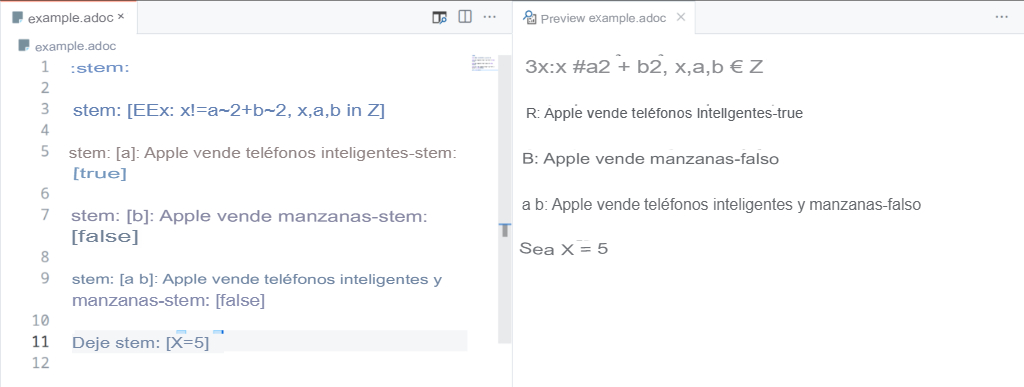 example.adoc ×
Preview example.adoc ×
example.adoc
1 :stem:
2
3 stem: [EEx: x!=a~2+b~2, x,a,b in Z]
4
5 stem: [a]: Apple vende teléfonos inteligentes-stem:
[true]
6
7 stem: [b]: Apple vende manzanas-stem:
[false]
8
9 stem: [a b]: Apple vende teléfonos inteligentes y
manzanas-stem: [false]
10
11 Deje stem: [X=5]
12
3x:x #a2 + b2, x,a,b € Z
R: Apple vende teléfonos Intellgentes-true
B: Apple vende manzanas-falso
a b: Apple vende teléfonos inteligentes y manzanas-falso
Sea X = 5